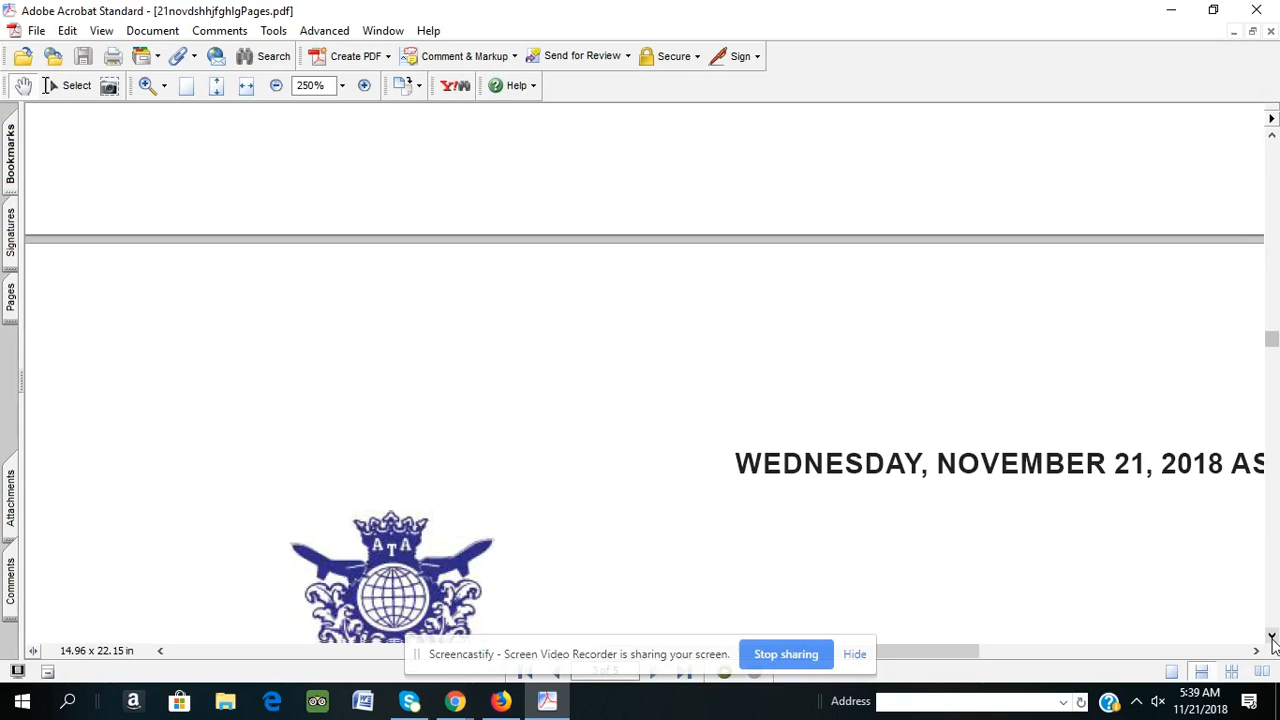 Adobe Acrobat Standard - [21novdshhjfghlgPages.pdf]
File Edit View Document Comments Tools Advanced Window Help
Search Create PDF Comment & Markup Send for Review Secure Sign
Select 250% Y! Help
Bookmarks
Signatures
Pages
Attachments
Comments
WEDNESDAY, NOVEMBER 21, 2018 AS
ATA
14.96 x 22.15 in
Screencastify - Screen Video Recorder is sharing your screen. Stop sharing Hide
3 of 5
Address
5:39 AM
11/21/2018